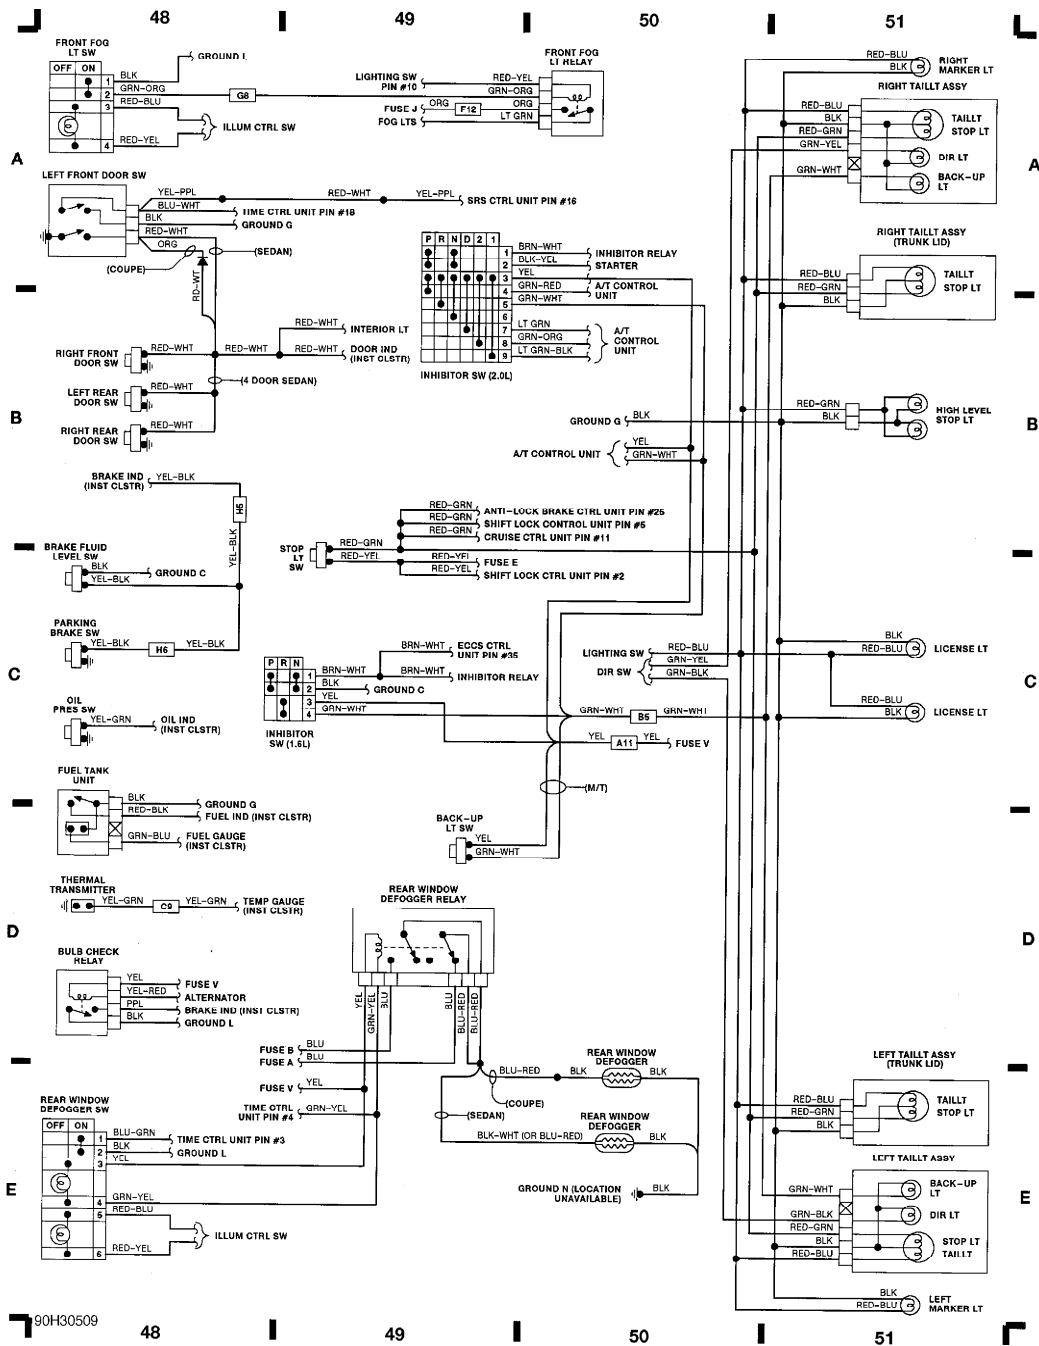 48
49
50
51
FRONT FOG
LT SW
OFF ON
1
2
3
4
BLK
GRN-ORG
RED-BLU
RED-YEL
GROUND L
G8
ILLUM CTRL SW
LIGHTING SW
PIN #10
FUSE J
FOG LTS
ORG
F12
RED-YEL
GRN-ORG
ORG
LT GRN
FRONT FOG
LT RELAY
RED-BLU
BLK
RIGHT
MARKER LT
RIGHT TAILLT ASSY
RED-BLU
BLK
RED-GRN
GRN-YEL
GRN-WHT
TAILLT
STOP LT
DIR LT
BACK-UP
LT
A
A
LEFT FRONT DOOR SW
YEL-PPL
BLU-WHT
BLK
RED-WHT
ORG
RED-WHT
YEL-PPL
SRS CTRL UNIT PIN #16
TIME CTRL UNIT PIN #18
GROUND G
(SEDAN)
(COUPE)
RD-WT
P R N D 2 1
1
2
3
4
5
6
7
8
9
BRN-WHT
BLK-YEL
YEL
GRN-RED
GRN-WHT
LT GRN
GRN-ORG
LT GRN-BLK
INHIBITOR RELAY
STARTER
A/T CONTROL
UNIT
A/T
CONTROL
UNIT
INHIBITOR SW (2.0L)
RIGHT TAILLT ASSY
(TRUNK LID)
RED-BLU
RED-GRN
BLK
TAILLT
STOP LT
RED-WHT
INTERIOR LT
RIGHT FRONT
DOOR SW
RED-WHT
RED-WHT
RED-WHT
DOOR IND
(INST CLSTR)
(4 DOOR SEDAN)
LEFT REAR
DOOR SW
RED-WHT
RIGHT REAR
DOOR SW
RED-WHT
B
B
RED-GRN
BLK
HIGH LEVEL
STOP LT
GROUND G
BLK
A/T CONTROL UNIT
YEL
GRN-WHT
BRAKE IND
(INST CLSTR)
YEL-BLK
H5
YEL-BLK
RED-GRN
RED-GRN
RED-GRN
ANTI-LOCK BRAKE CTRL UNIT PIN #25
SHIFT LOCK CONTROL UNIT PIN #5
CRUISE CTRL UNIT PIN #11
STOP
LT
SW
RED-GRN
RED-YEL
RED-YEL
RED-YEL
FUSE E
SHIFT LOCK CTRL UNIT PIN #2
BRAKE FLUID
LEVEL SW
BLK
YEL-BLK
GROUND C
PARKING
BRAKE SW
YEL-BLK
H6
YEL-BLK
C
C
P R N
1
2
3
4
BRN-WHT
BLK
YEL
GRN-WHT
BRN-WHT
BRN-WHT
ECCS CTRL
UNIT PIN #35
INHIBITOR RELAY
GROUND C
INHIBITOR
SW (1.6L)
LIGHTING SW
DIR SW
RED-BLU
GRN-YEL
GRN-BLK
GRN-WHT
B5
GRN-WHT
YEL
A11
YEL
FUSE V
(M/T)
BLK
RED-BLU
LICENSE LT
RED-BLU
BLK
LICENSE LT
OIL
PRES SW
YEL-GRN
OIL IND
(INST CLSTR)
FUEL TANK
UNIT
BLK
RED-BLK
GRN-BLU
GROUND G
FUEL IND (INST CLSTR)
FUEL GAUGE
(INST CLSTR)
BACK-UP
LT SW
YEL
GRN-WHT
THERMAL
TRANSMITTER
YEL-GRN
C9
YEL-GRN
TEMP GAUGE
(INST CLSTR)
D
D
REAR WINDOW
DEFOGGER RELAY
YEL
GRN-YEL
BLU
BLU
BLU-RED
BLU-RED
BULB CHECK
RELAY
YEL
YEL-RED
PPL
BLK
FUSE V
ALTERNATOR
BRAKE IND (INST CLSTR)
GROUND L
FUSE B
BLU
FUSE A
BLU
FUSE V
YEL
TIME CTRL
UNIT PIN #4
GRN-YEL
BLU-RED
BLK
REAR WINDOW
DEFOGGER
BLK
(COUPE)
(SEDAN)
BLK-WHT (OR BLU-RED)
REAR WINDOW
DEFOGGER
BLK
GROUND N (LOCATION
UNAVAILABLE)
BLK
LEFT TAILLT ASSY
(TRUNK LID)
RED-BLU
RED-GRN
BLK
TAILLT
STOP LT
REAR WINDOW
DEFOGGER SW
OFF ON
1
2
3
4
5
6
BLU-GRN
BLK
YEL
GRN-YEL
RED-BLU
RED-YEL
TIME CTRL UNIT PIN #3
GROUND L
ILLUM CTRL SW
E
E
LEFT TAILLT ASSY
GRN-WHT
GRN-BLK
RED-GRN
BLK
RED-BLU
BACK-UP
LT
DIR LT
STOP LT
TAILLT
BLK
RED-BLU
LEFT
MARKER LT
90H30509
48
49
50
51